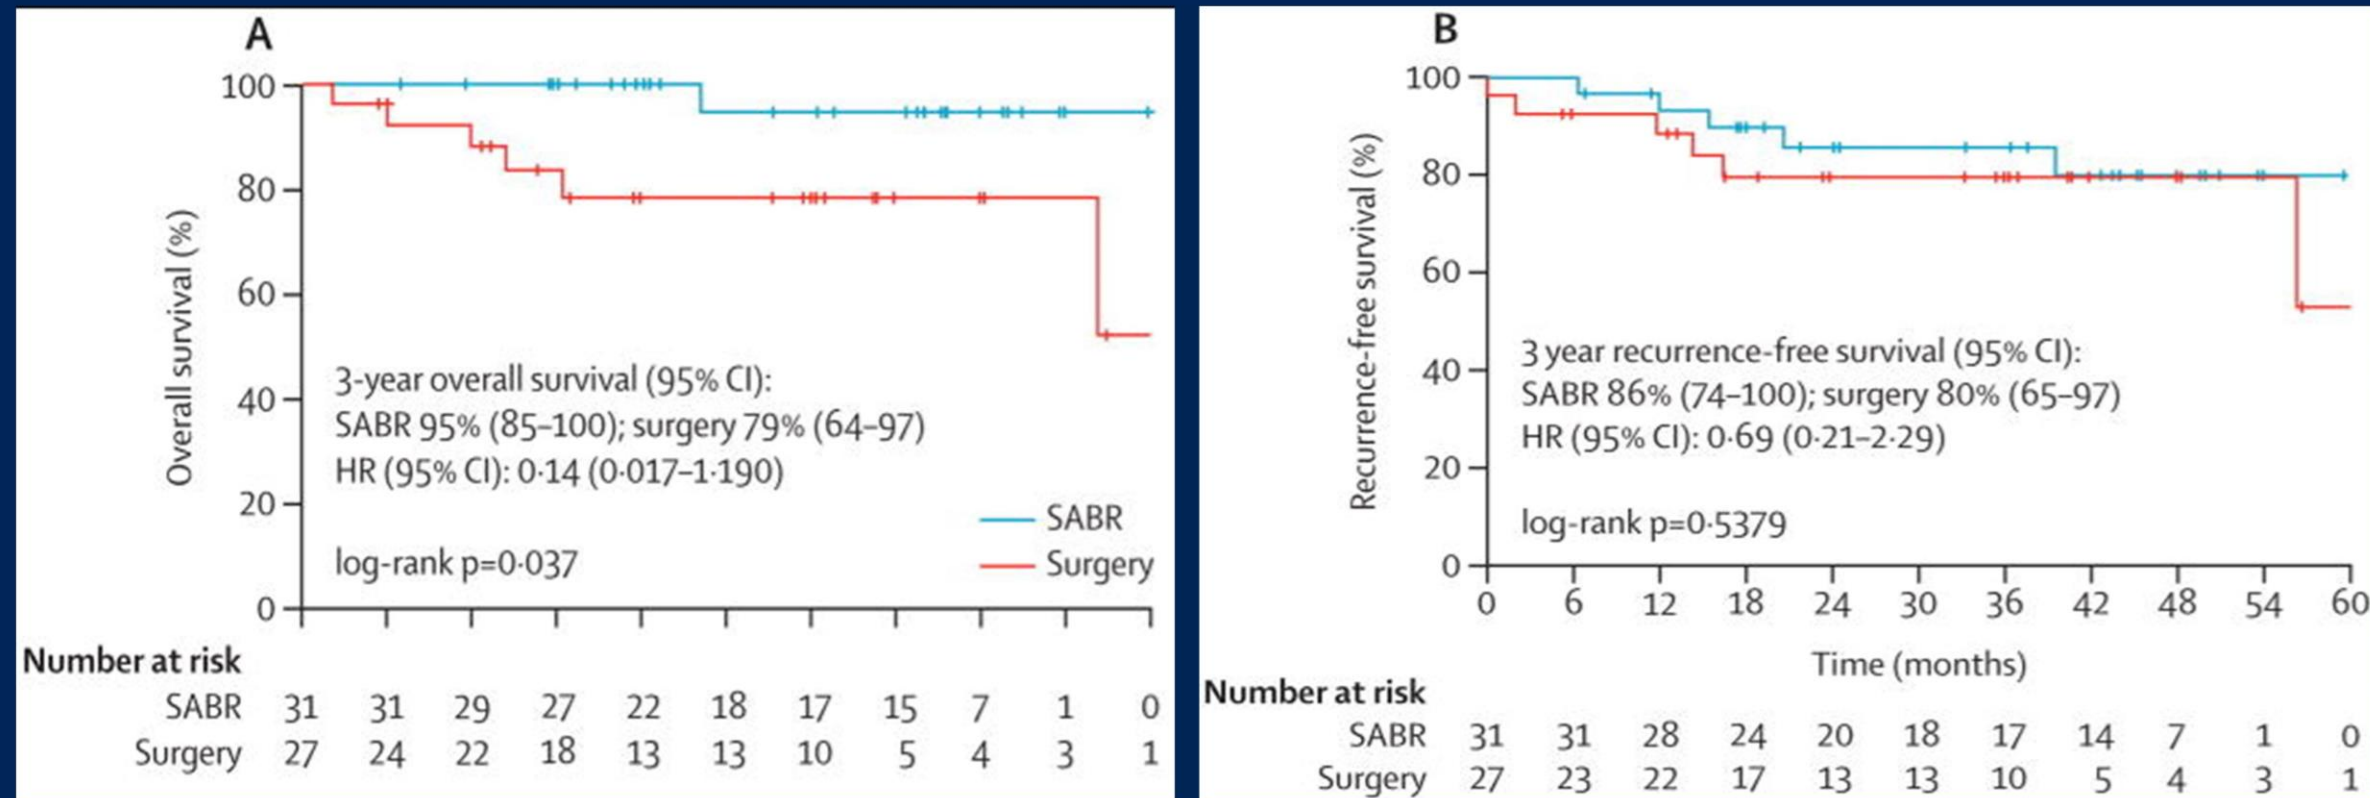 A
Overall survival (%)
100
80
60
40
20
0
3-year overall survival (95% CI):
SABR 95% (85–100); surgery 79% (64–97)
HR (95% CI): 0·14 (0·017–1·190)
log-rank p=0·037
SABR
Surgery
Number at risk
SABR 31 31 29 27 22 18 17 15 7 1 0
Surgery 27 24 22 18 13 13 10 5 4 3 1
B
Recurrence-free survival (%)
100
80
60
40
20
0
3 year recurrence-free survival (95% CI):
SABR 86% (74–100); surgery 80% (65–97)
HR (95% CI): 0·69 (0·21–2·29)
log-rank p=0·5379
0 6 12 18 24 30 36 42 48 54 60
Time (months)
Number at risk
SABR 31 31 28 24 20 18 17 14 7 1 0
Surgery 27 23 22 17 13 13 10 5 4 3 1